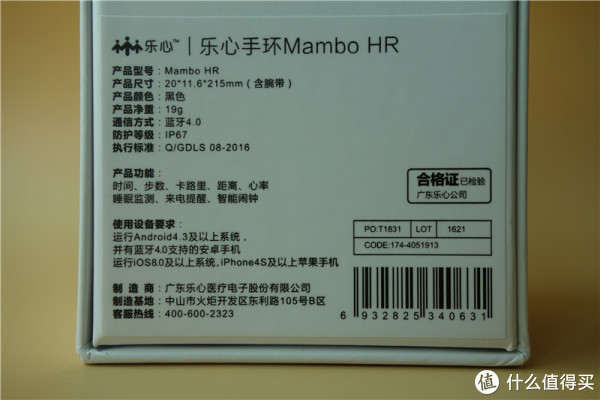 乐心™ | 乐心手环Mambo HR
产品型号：Mambo HR
产品尺寸：20*11.6*215mm（含腕带）
产品颜色：黑色
产品净重：19g
通信方式：蓝牙4.0
防护等级：IP67
执行标准：Q/GDLS 08-2016
产品功能：
时间、步数、卡路里、距离、心率
睡眠监测、来电提醒、智能闹钟
合格证 已检验
广东乐心公司
使用设备要求：
运行Android4.3及以上系统，
并有蓝牙4.0支持的安卓手机
运行iOS8.0及以上系统，iPhone4S及以上苹果手机
PO:T1831 LOT 1621
CODE:174-4051913
制 造 商：广东乐心医疗电子股份有限公司
制造基地：中山市火炬开发区东利路105号B区
客服热线：400-600-2323
6 932825 340631
值 什么值得买